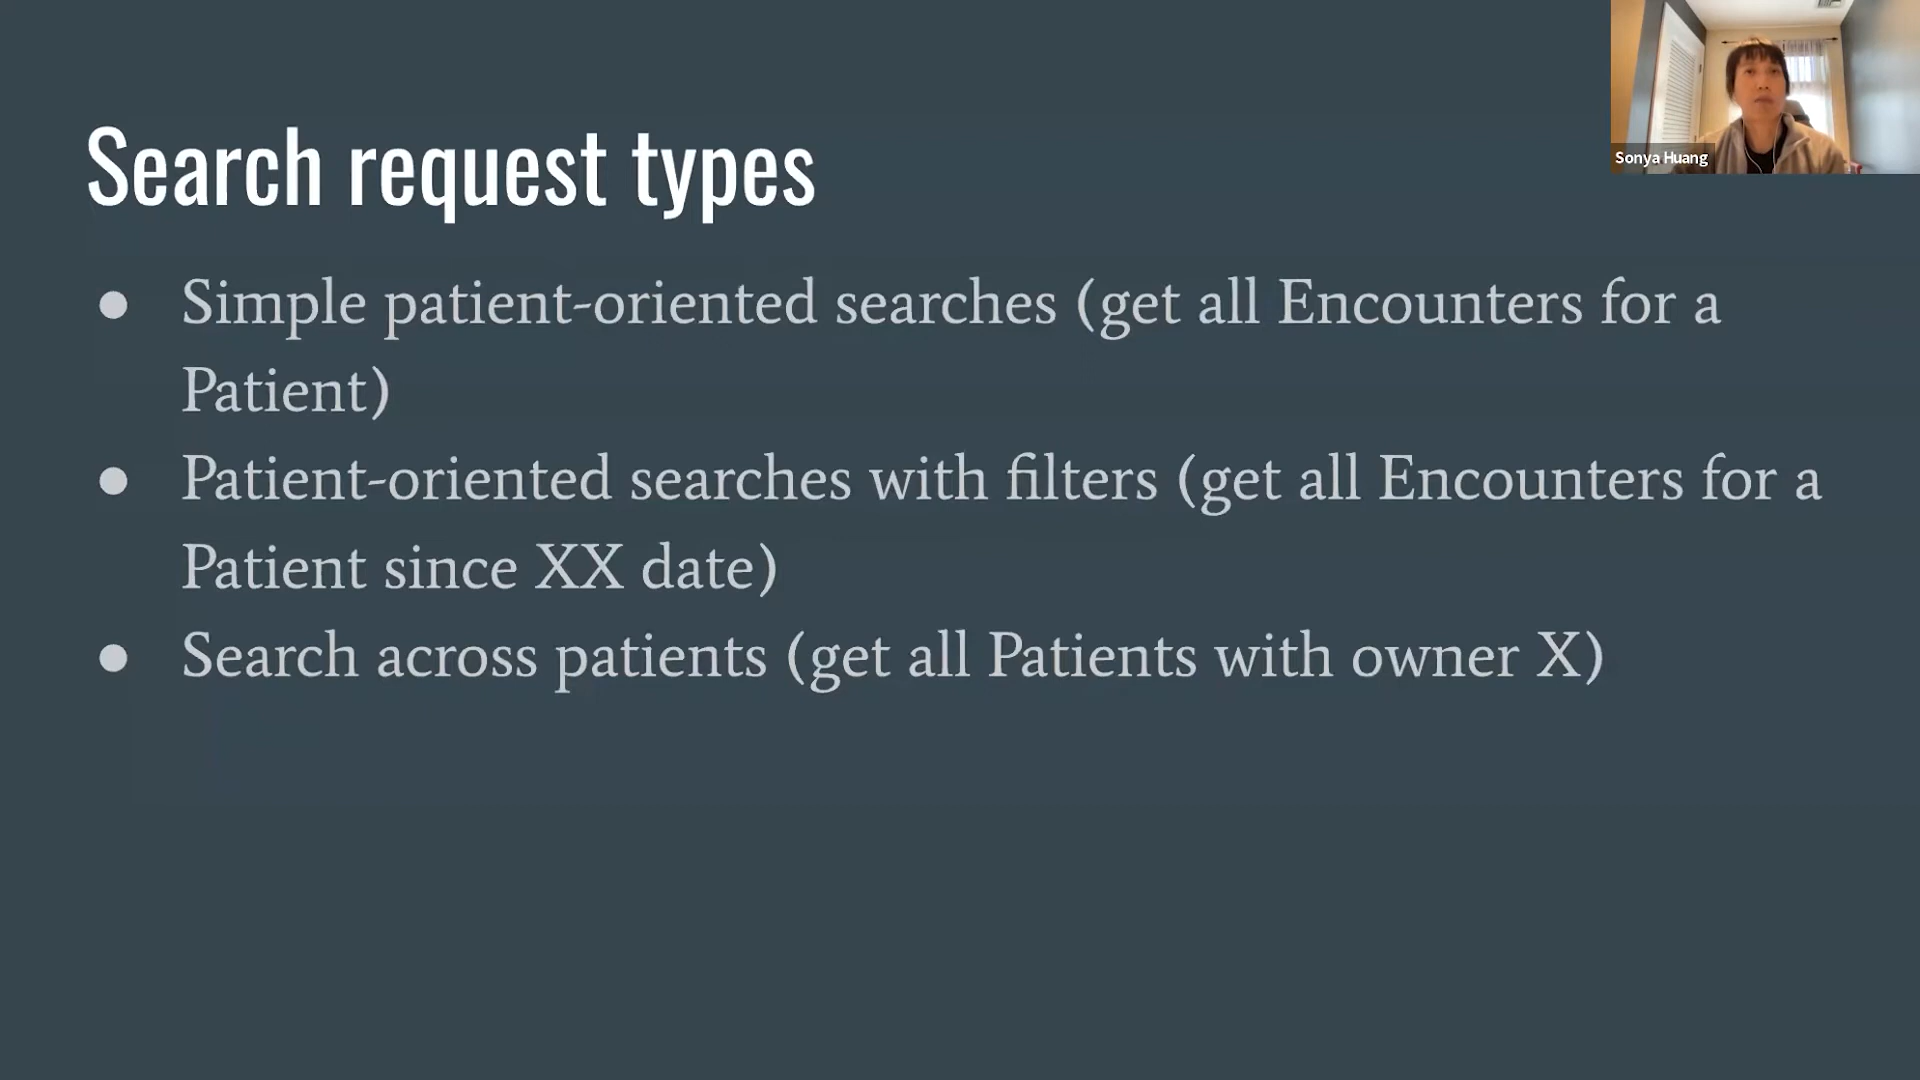 Search request types
Sonya Huang
● Simple patient-oriented searches (get all Encounters for a
Patient)
● Patient-oriented searches with filters (get all Encounters for a
Patient since XX date)
● Search across patients (get all Patients with owner X)